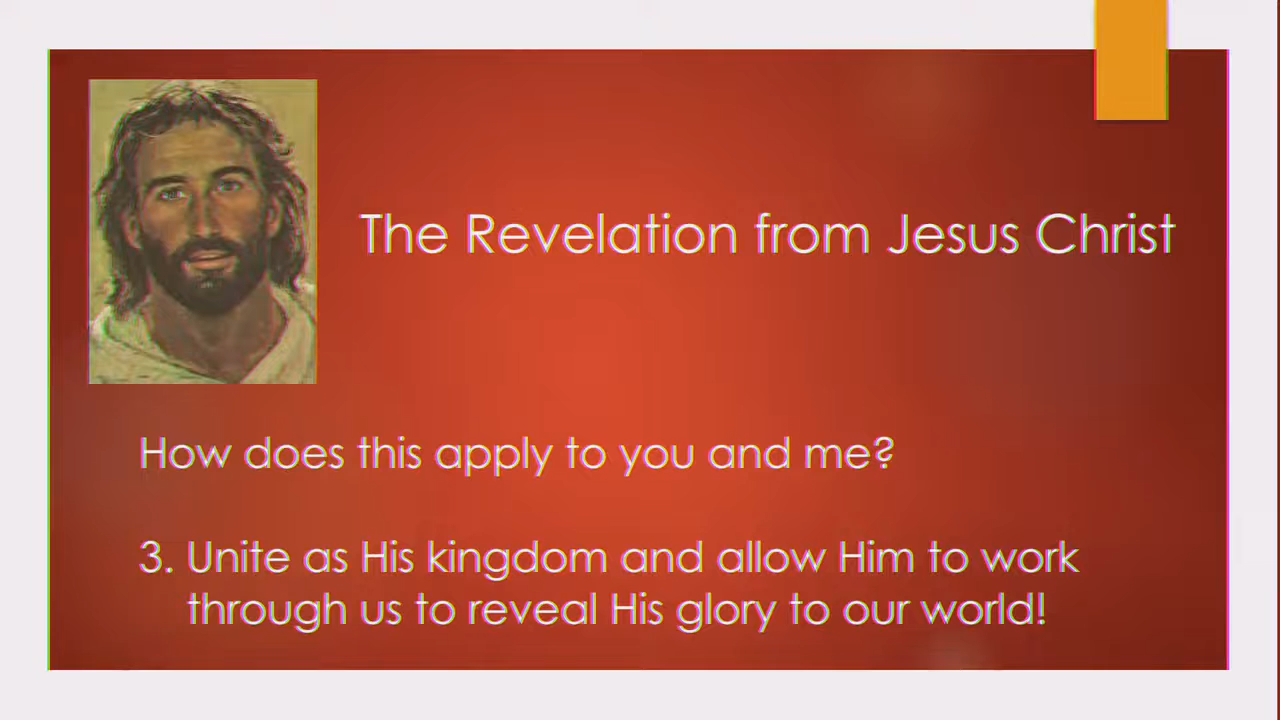 The Revelation from Jesus Christ
How does this apply to you and me?
3. Unite as His kingdom and allow Him to work
through us to reveal His glory to our world!